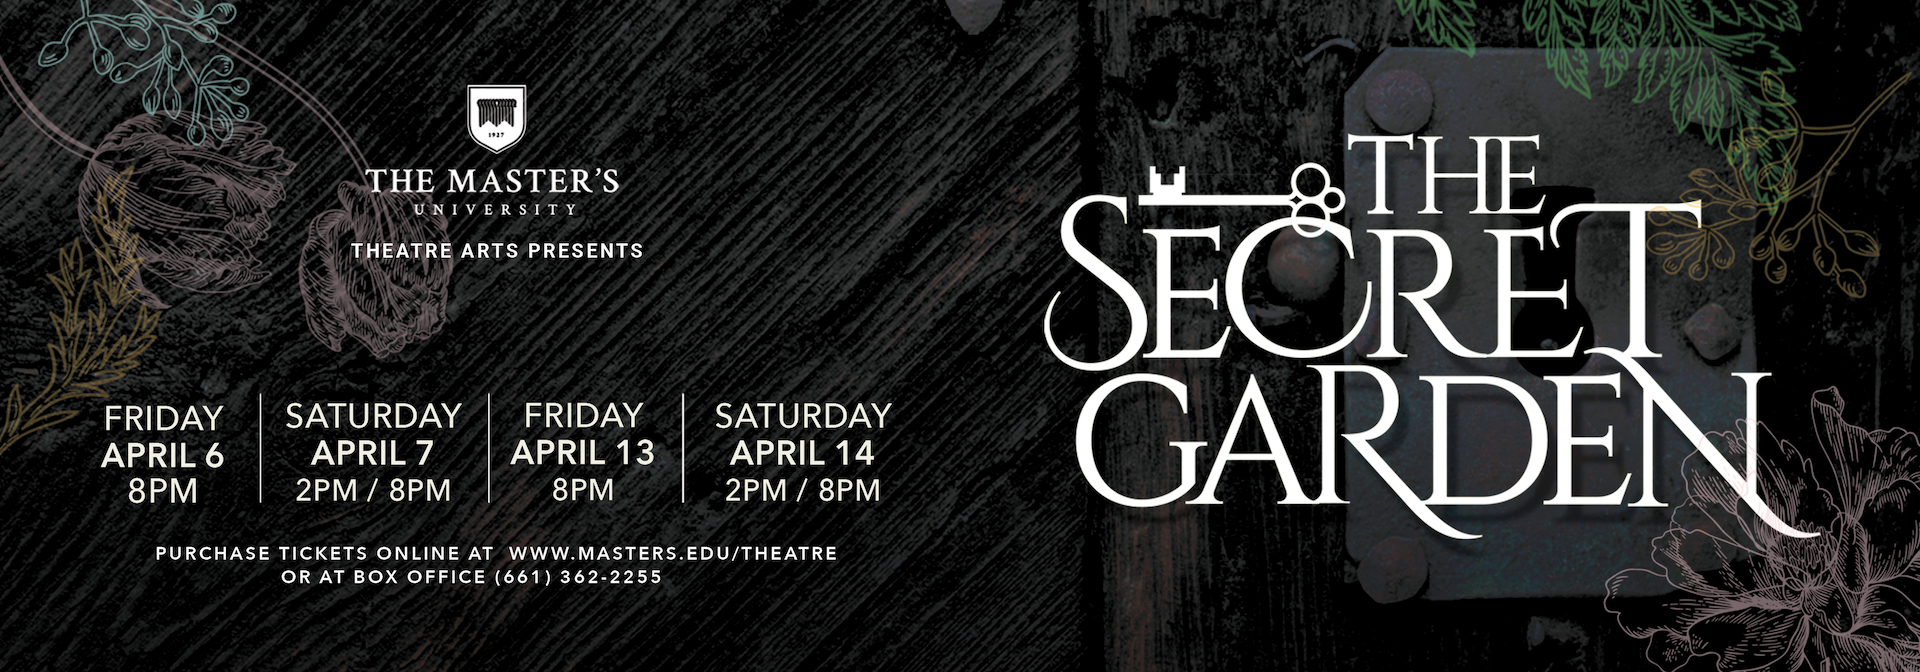 1927
THE MASTER'S
UNIVERSITY
THEATRE ARTS PRESENTS
FRIDAY
APRIL 6
8PM
SATURDAY
APRIL 7
2PM / 8PM
FRIDAY
APRIL 13
8PM
SATURDAY
APRIL 14
2PM / 8PM
PURCHASE TICKETS ONLINE AT WWW.MASTERS.EDU/THEATRE
OR AT BOX OFFICE (661) 362-2255
THE
SECRET
GARDEN